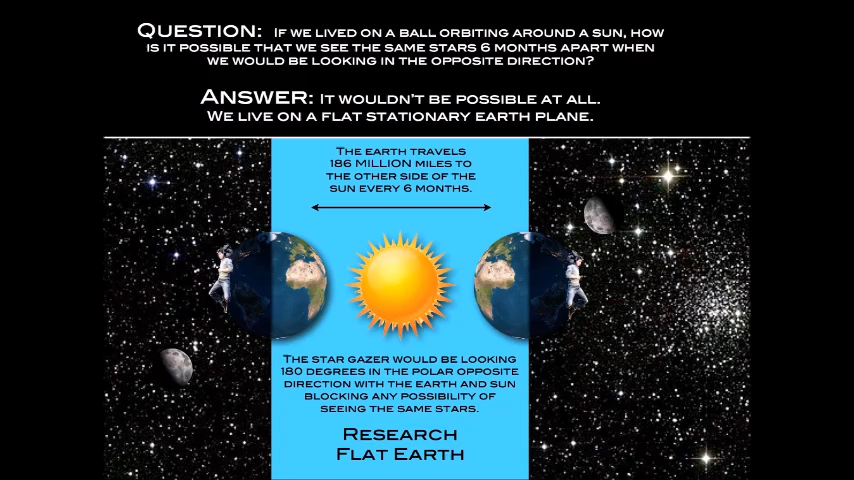 QUESTION: IF WE LIVED ON A BALL ORBITING AROUND A SUN, HOW
IS IT POSSIBLE THAT WE SEE THE SAME STARS 6 MONTHS APART WHEN
WE WOULD BE LOOKING IN THE OPPOSITE DIRECTION?
ANSWER: IT WOULDN'T BE POSSIBLE AT ALL.
WE LIVE ON A FLAT STATIONARY EARTH PLANE.
THE EARTH TRAVELS
186 MILLION MILES TO
THE OTHER SIDE OF THE
SUN EVERY 6 MONTHS.
THE STAR GAZER WOULD BE LOOKING
180 DEGREES IN THE POLAR OPPOSITE
DIRECTION WITH THE EARTH AND SUN
BLOCKING ANY POSSIBILITY OF
SEEING THE SAME STARS.
RESEARCH
FLAT EARTH